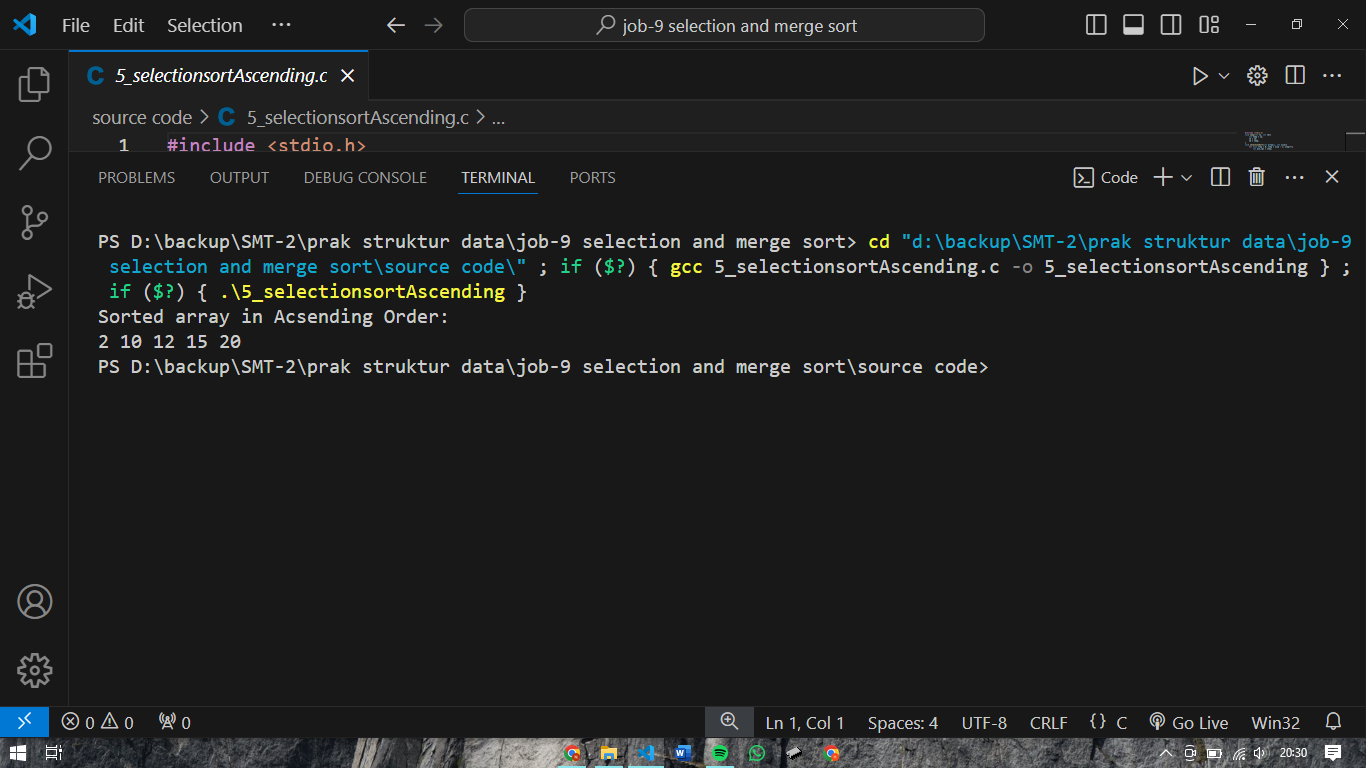 File Edit Selection ··· job-9 selection and merge sort
C 5_selectionsortAscending.c
source code > C 5_selectionsortAscending.c > ...
1 #include <stdio.h>
PROBLEMS OUTPUT DEBUG CONSOLE TERMINAL PORTS Code
PS D:\backup\SMT-2\prak struktur data\job-9 selection and merge sort> cd "d:\backup\SMT-2\prak struktur data\job-9
selection and merge sort\source code\" ; if ($?) { gcc 5_selectionsortAscending.c -o 5_selectionsortAscending } ;
if ($?) { .\5_selectionsortAscending }
Sorted array in Acsending Order:
2 10 12 15 20
PS D:\backup\SMT-2\prak struktur data\job-9 selection and merge sort\source code>
0 0 0 Ln 1, Col 1 Spaces: 4 UTF-8 CRLF {} C Go Live Win32
20:30